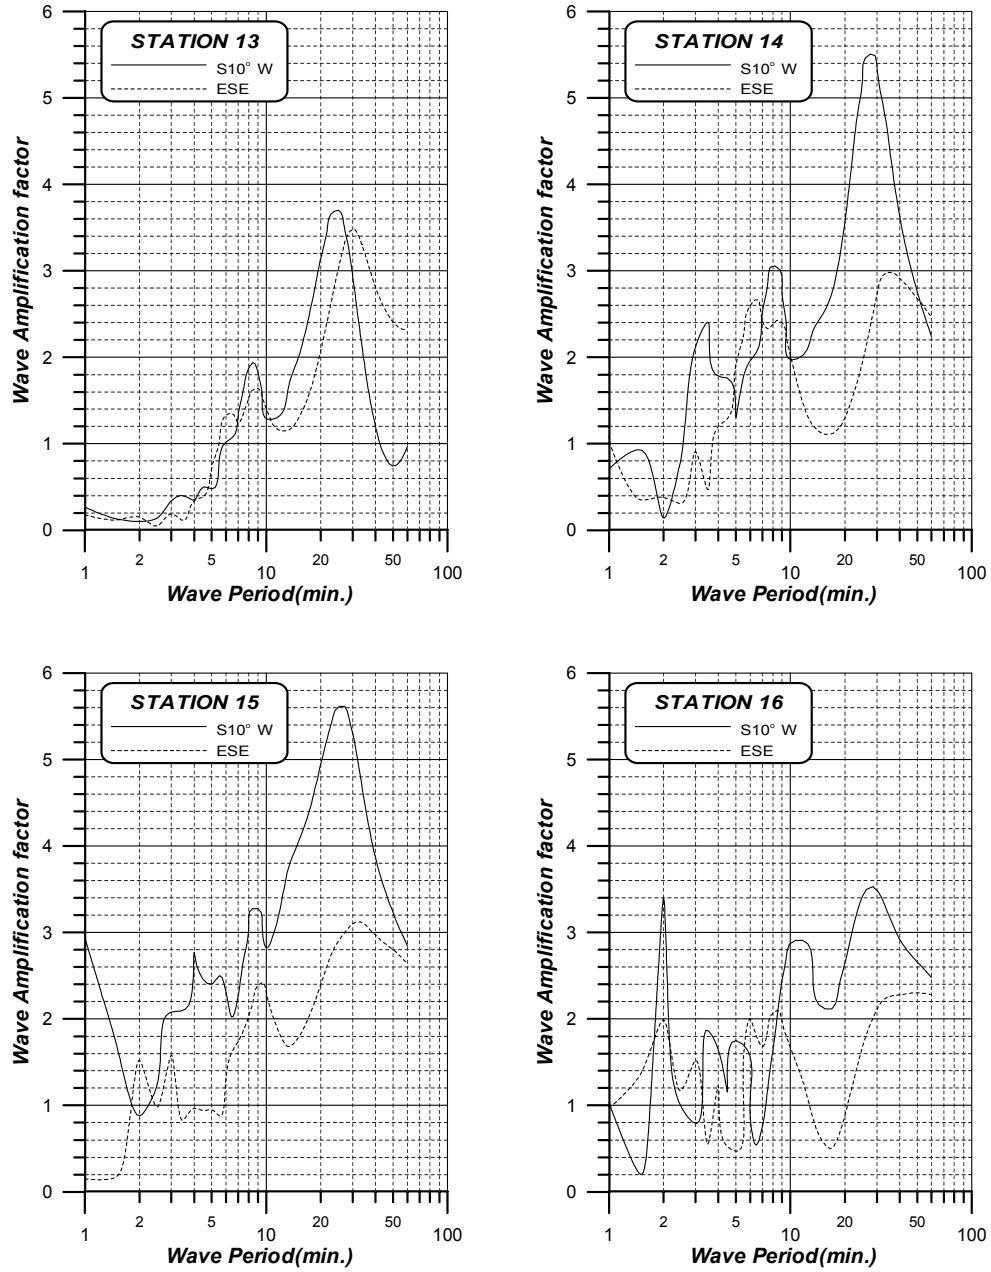 6
5
4
3
2
1
0
Wave Amplification factor
STATION 13
S10° W
ESE
1 2 5 10 20 50 100
Wave Period(min.)
6
5
4
3
2
1
0
Wave Amplification factor
STATION 14
S10° W
ESE
1 2 5 10 20 50 100
Wave Period(min.)
6
5
4
3
2
1
0
Wave Amplification factor
STATION 15
S10° W
ESE
1 2 5 10 20 50 100
Wave Period(min.)
6
5
4
3
2
1
0
Wave Amplification factor
STATION 16
S10° W
ESE
1 2 5 10 20 50 100
Wave Period(min.)